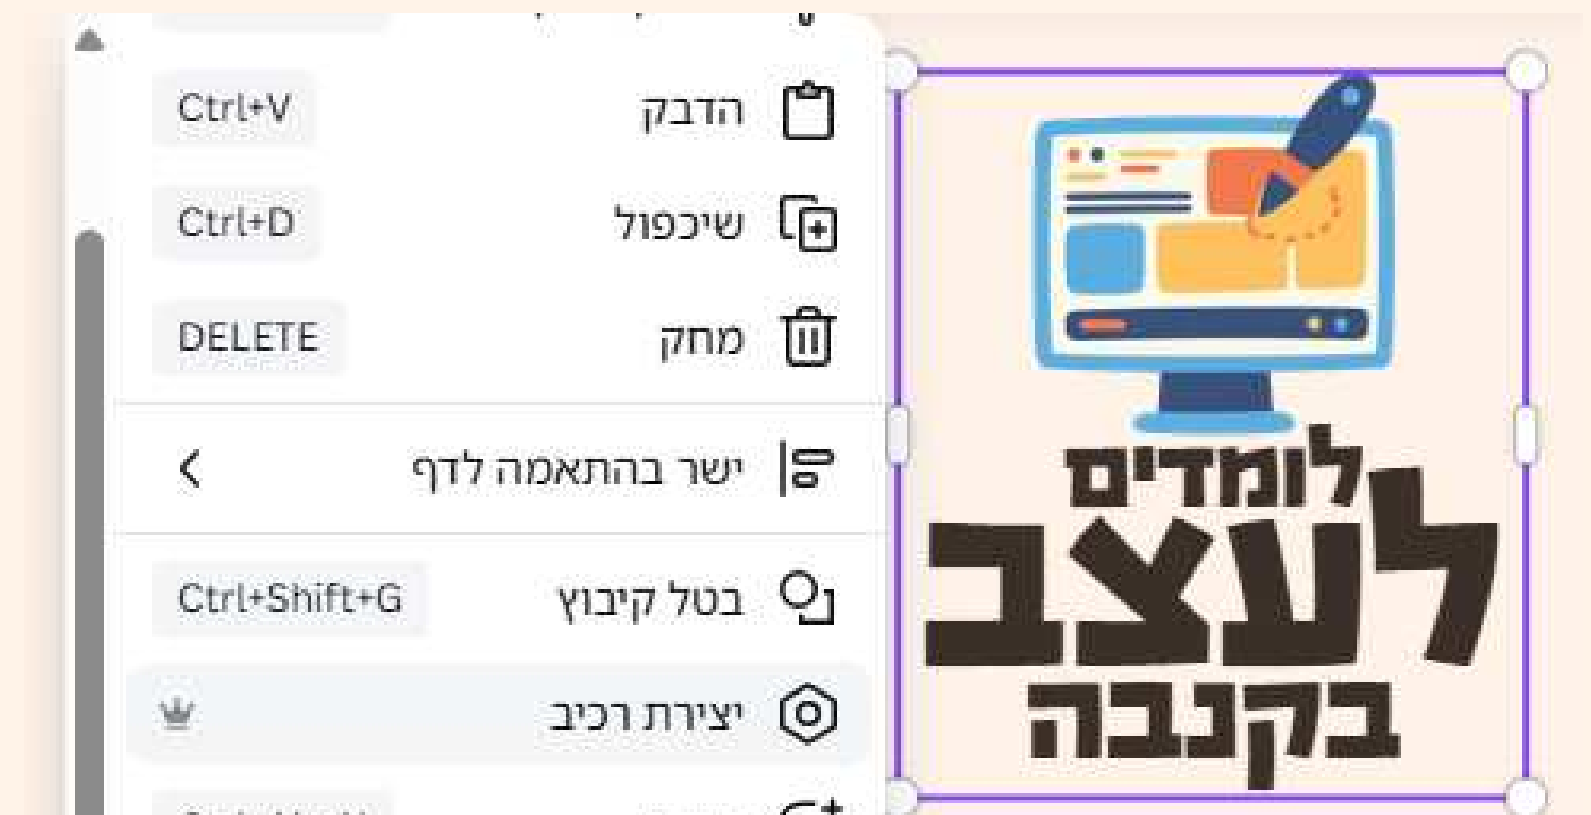 הדבק Ctrl+V
שיכפול Ctrl+D
מחק DELETE
ישר בהתאמה לדף
בטל קיבוץ Ctrl+Shift+G
יצירת רכיב
לומדים
לעצב
בקנבה